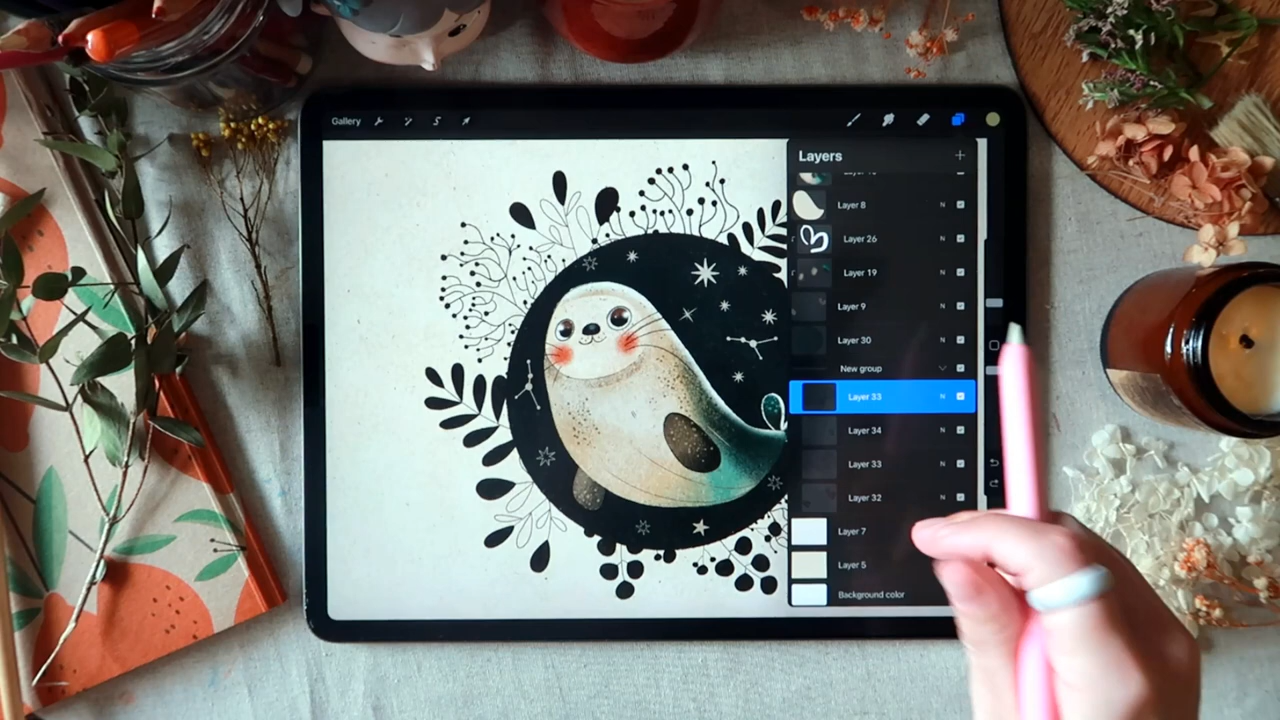 Gallery
Layers
Layer 8 N
Layer 26 N
Layer 19 N
Layer 9 N
Layer 30 N
New group
Layer 33 N
Layer 34 N
Layer 33 N
Layer 32 N
Layer 7
Layer 5
Background color